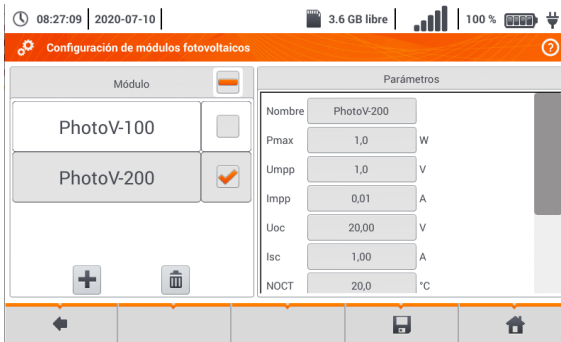 08:27:09 2020-07-10 3.6 GB libre 100 %
Configuración de módulos fotovoltaicos ?
Módulo
PhotoV-100
PhotoV-200
Parámetros
Nombre PhotoV-200
Pmax 1,0 W
Umpp 1,0 V
Impp 0,01 A
Uoc 20,00 V
Isc 1,00 A
NOCT 20,0 °C